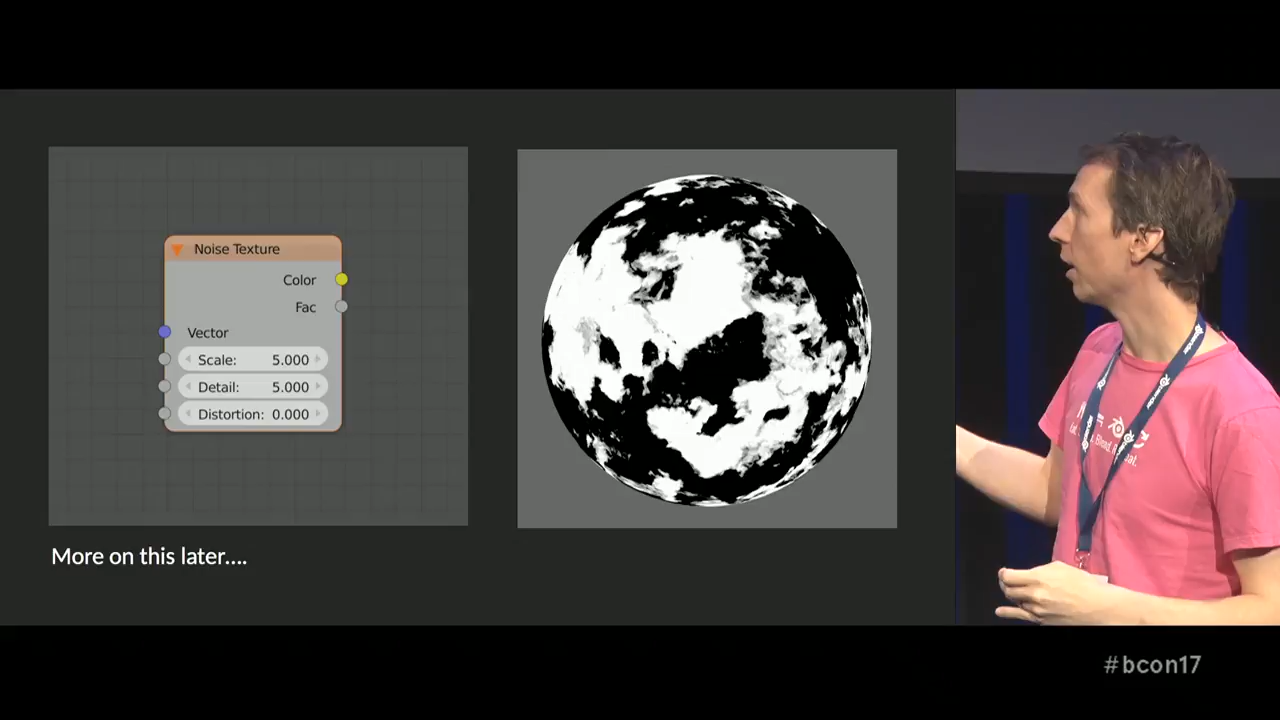 Noise Texture
Color
Fac
Vector
Scale: 5.000
Detail: 5.000
Distortion: 0.000
More on this later....
#bcon17